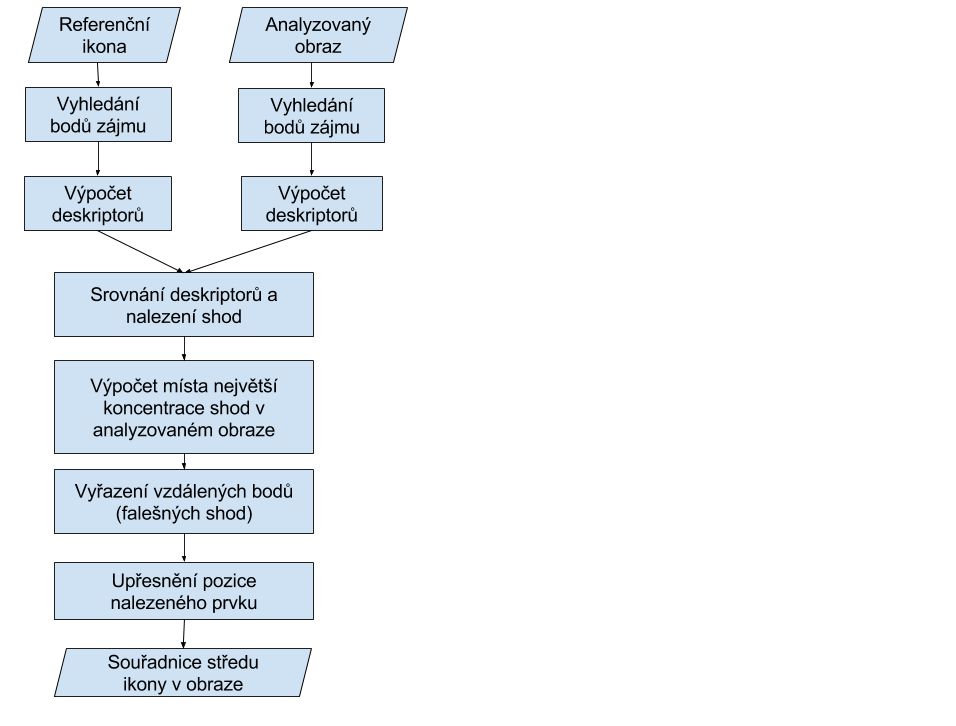 Referenční
ikona
Analyzovaný
obraz
Vyhledání
bodů zájmu
Vyhledání
bodů zájmu
Výpočet
deskriptorů
Výpočet
deskriptorů
Srovnání deskriptorů a
nalezení shod
Výpočet místa největší
koncentrace shod v
analyzovaném obraze
Vyřazení vzdálených bodů
(falešných shod)
Upřesnění pozice
nalezeného prvku
Souřadnice středu
ikony v obraze